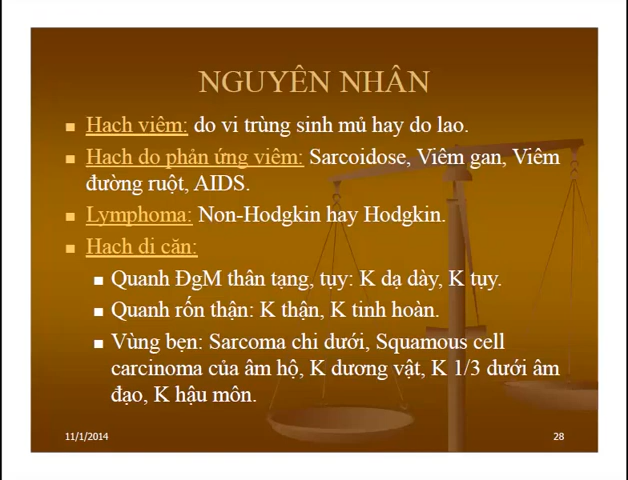 NGUYÊN NHÂN
Hạch viêm: do vi trùng sinh mủ hay do lao.
Hạch do phản ứng viêm: Sarcoidose, Viêm gan, Viêm
đường ruột, AIDS.
Lymphoma: Non-Hodgkin hay Hodgkin.
Hạch di căn:
Quanh ĐgM thân tạng, tụy: K dạ dày, K tụy.
Quanh rốn thận: K thận, K tinh hoàn.
Vùng bẹn: Sarcoma chi dưới, Squamous cell
carcinoma của âm hộ, K dương vật, K 1/3 dưới âm
đạo, K hậu môn.
11/1/2014
28